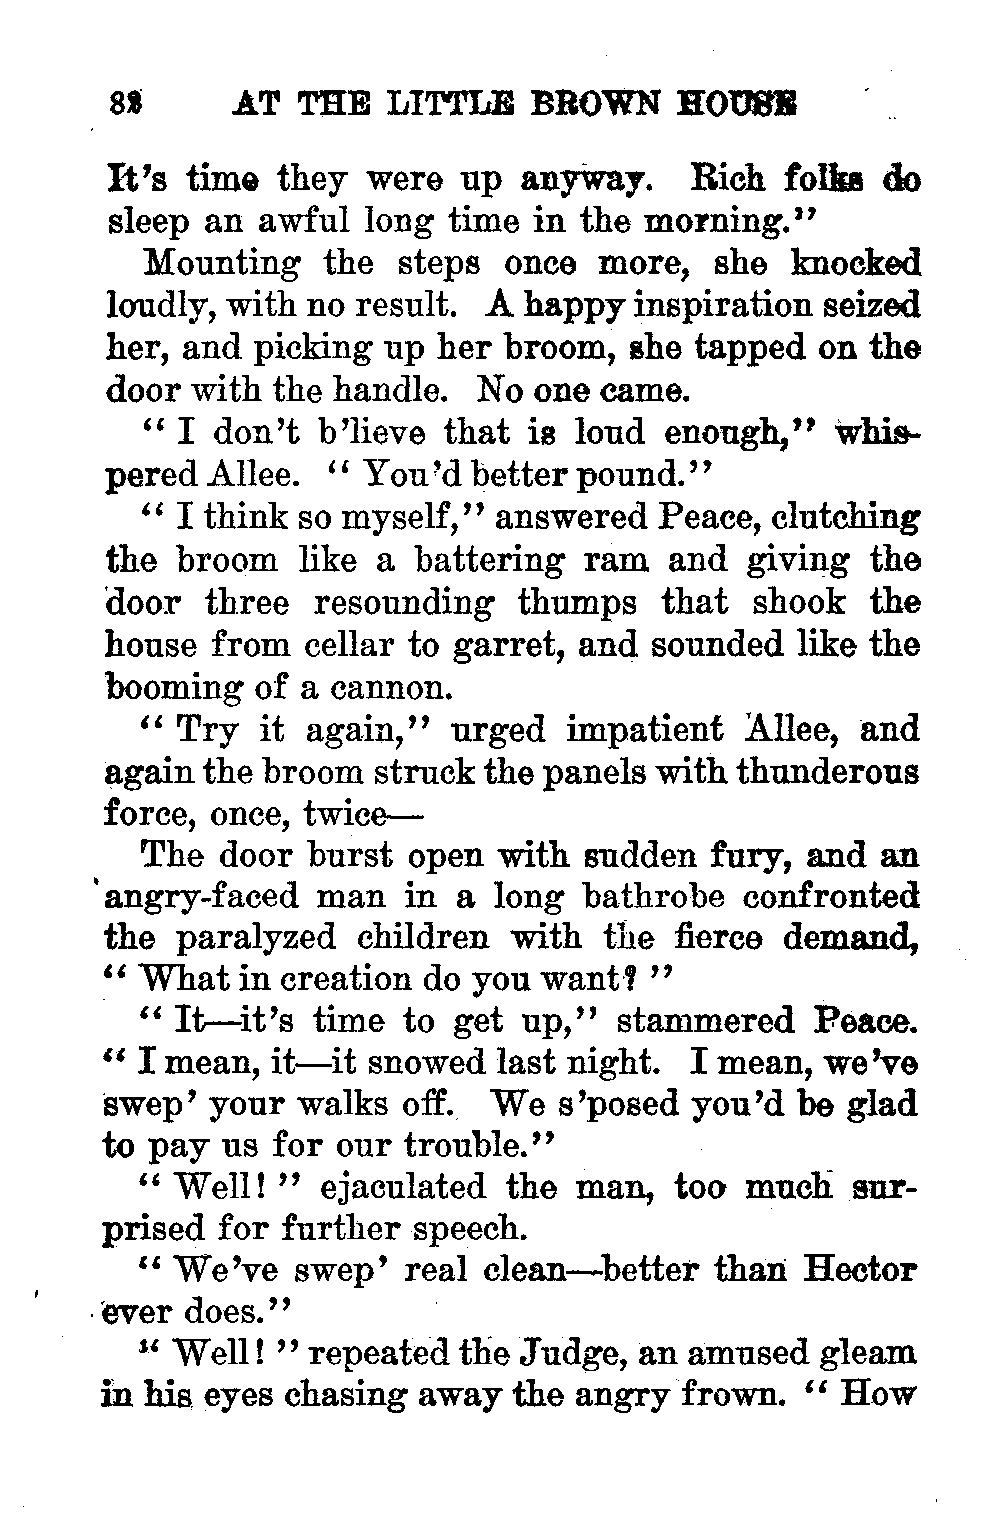 82 AT THE LITTLE BROWN HOUSE
It's time they were up anyway. Rich folks do
sleep an awful long time in the morning."
Mounting the steps once more, she knocked
loudly, with no result. A happy inspiration seized
her, and picking up her broom, she tapped on the
door with the handle. No one came.
" I don't b'lieve that is loud enough," whis-
pered Allee. " You'd better pound."
" I think so myself," answered Peace, clutching
the broom like a battering ram and giving the
door three resounding thumps that shook the
house from cellar to garret, and sounded like the
booming of a cannon.
" Try it again," urged impatient Allee, and
again the broom struck the panels with thunderous
force, once, twice—
The door burst open with sudden fury, and an
angry-faced man in a long bathrobe confronted
the paralyzed children with the fierce demand,
" What in creation do you want? "
" It—it's time to get up," stammered Peace.
" I mean, it—it snowed last night. I mean, we've
swep' your walks off. We s'posed you'd be glad
to pay us for our trouble."
" Well! " ejaculated the man, too much sur-
prised for further speech.
" We've swep' real clean—better than Hector
ever does."
" Well! " repeated the Judge, an amused gleam
in his eyes chasing away the angry frown. " How